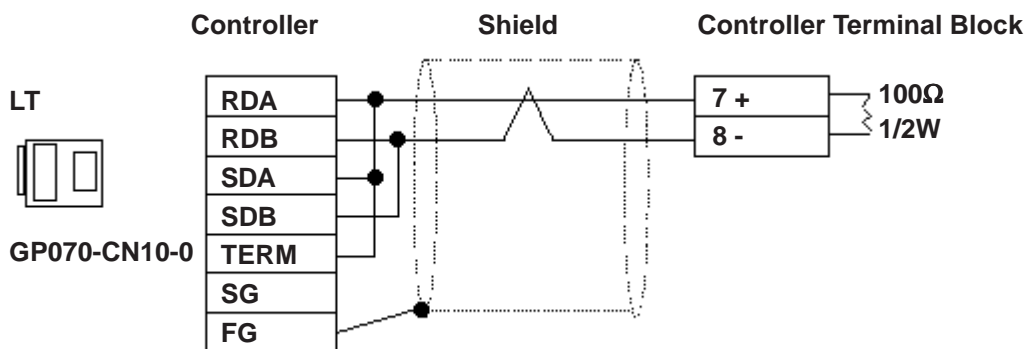 Controller
Shield
Controller Terminal Block
LT
GP070-CN10-0
RDA
RDB
SDA
SDB
TERM
SG
FG
7 +
8 -
100Ω
1/2W